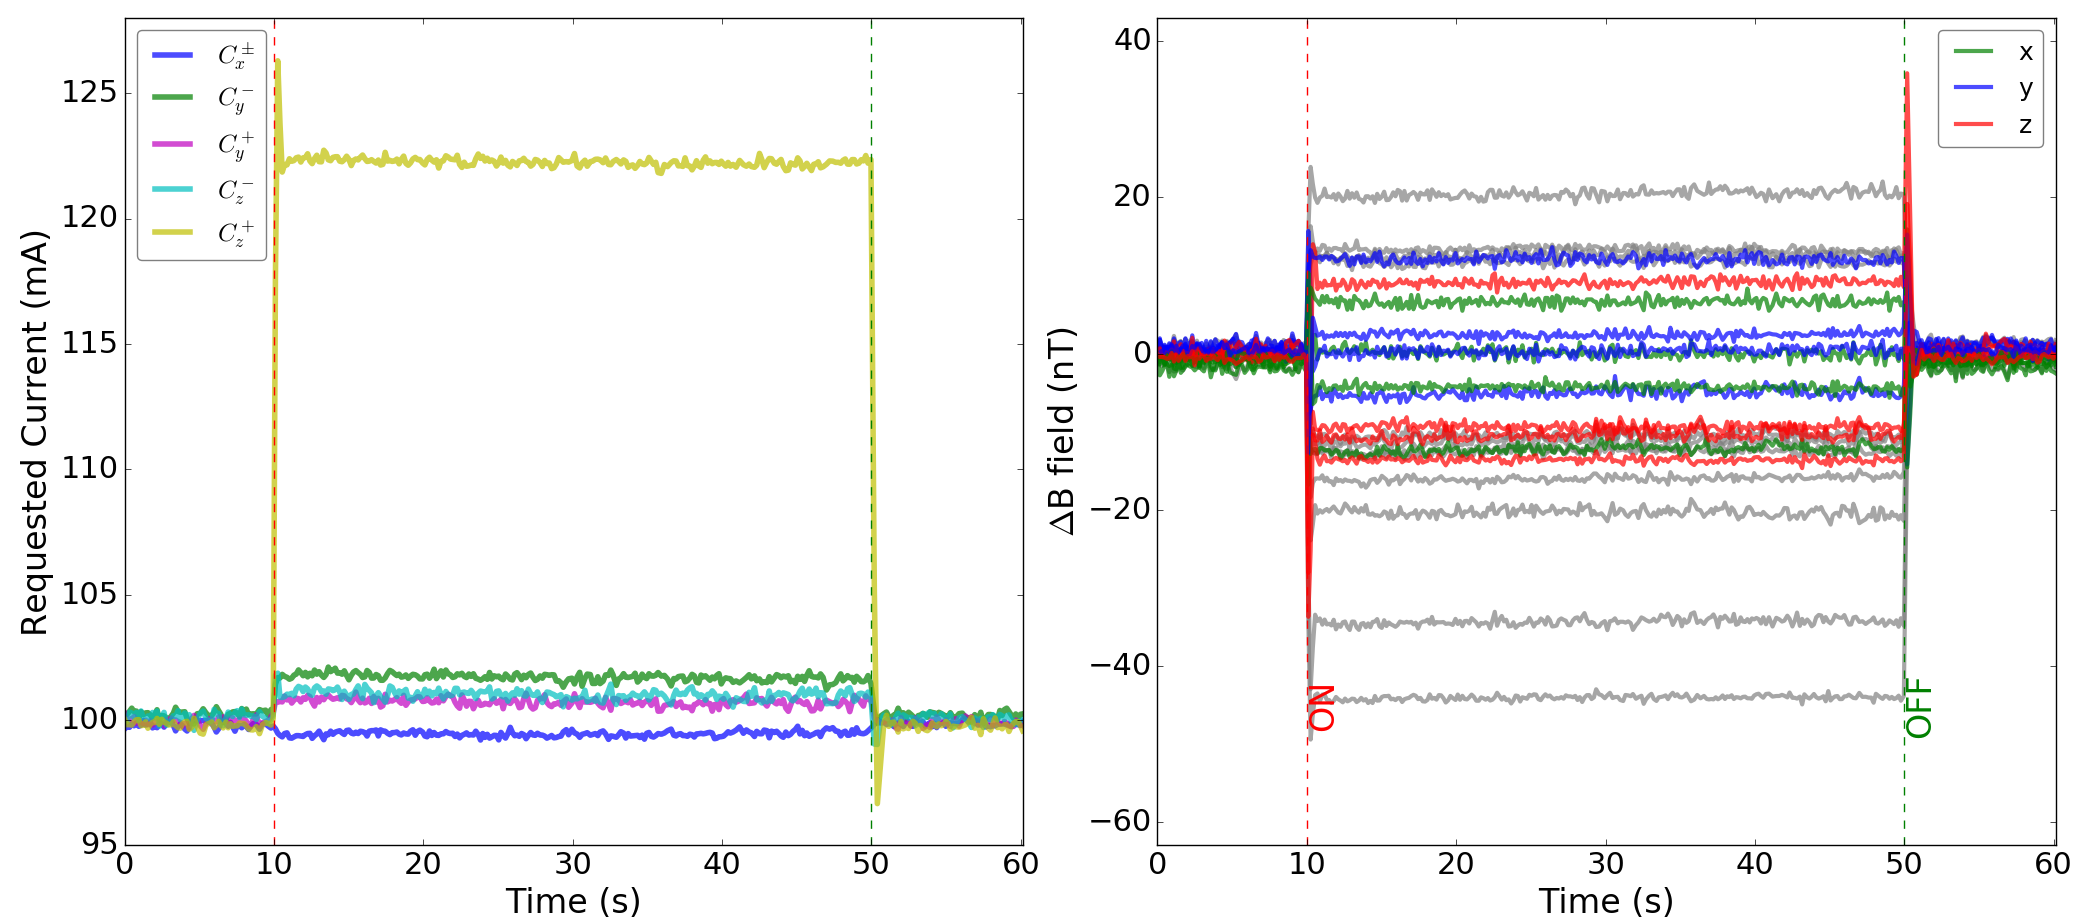 Requested Current (mA)
125
120
115
110
105
100
95
0 10 20 30 40 50 60
Time (s)
C_x^±
C_y^-
C_y^+
C_z^-
C_z^+
ΔB field (nT)
40
20
0
−20
−40
−60
0 10 20 30 40 50 60
Time (s)
x
y
z
ON
OFF